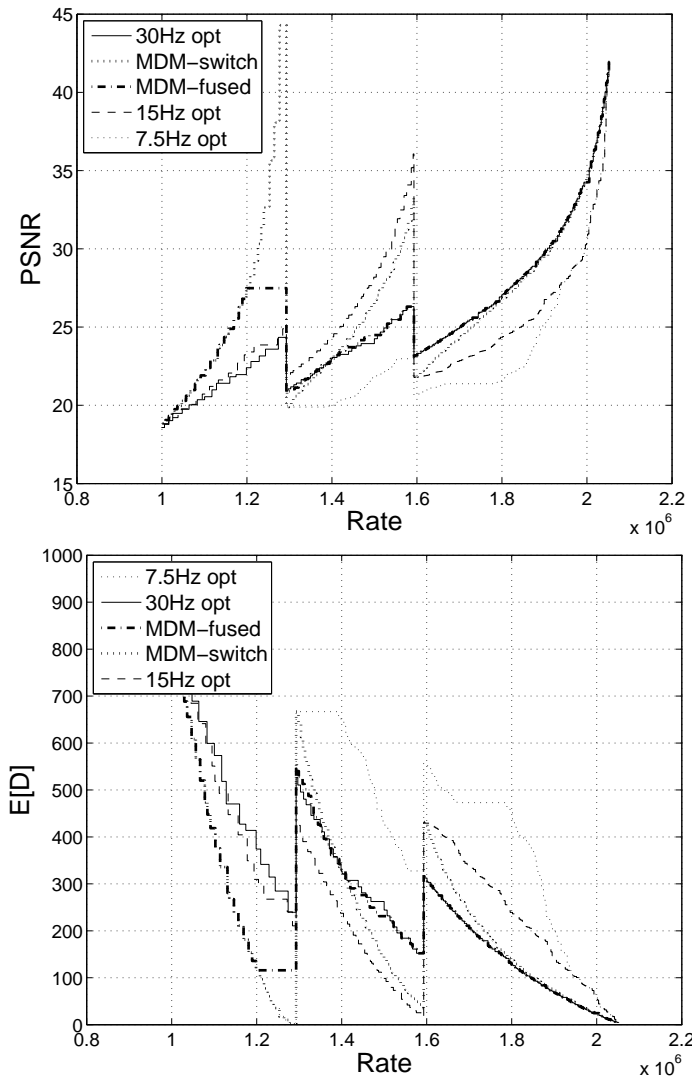 45
40
35
30
25
20
15
PSNR
30Hz opt
MDM−switch
MDM−fused
15Hz opt
7.5Hz opt
0.8 1 1.2 1.4 1.6 1.8 2 2.2
Rate
x 10^6
1000
900
800
700
600
500
400
300
200
100
0
E[D]
7.5Hz opt
30Hz opt
MDM−fused
MDM−switch
15Hz opt
0.8 1 1.2 1.4 1.6 1.8 2 2.2
Rate
x 10^6